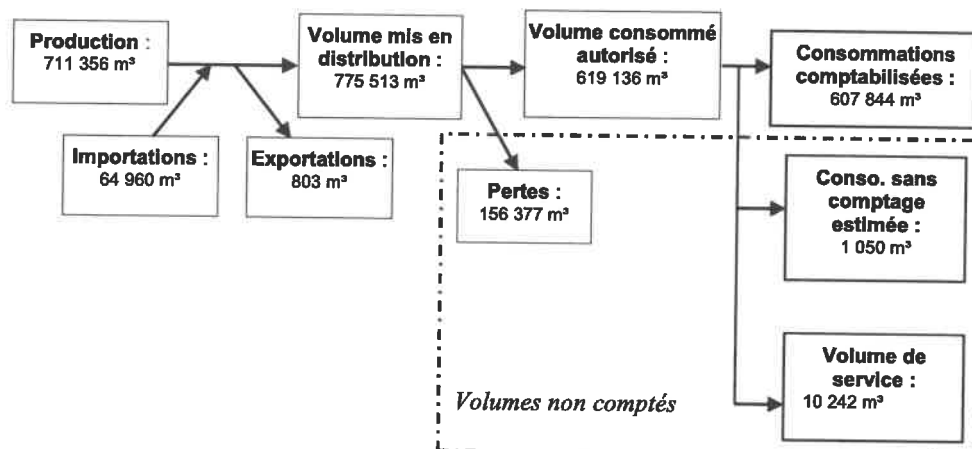 Production :
711 356 m³
Volume mis en
distribution :
775 513 m³
Volume consommé
autorisé :
619 136 m³
Consommations
comptabilisées :
607 844 m³
Importations :
64 960 m³
Exportations :
803 m³
Pertes :
156 377 m³
Conso. sans
comptage
estimée :
1 050 m³
Volume de
service :
10 242 m³
Volumes non comptés